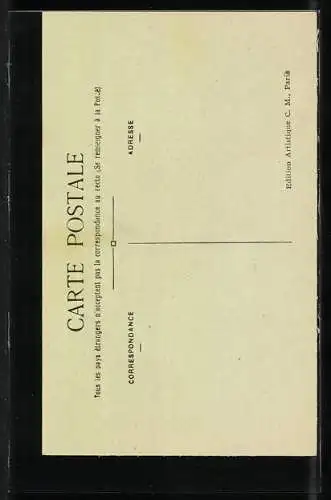 CARTE POSTALE
Tous les pays étrangers n'acceptent pas la correspondance au recto (Se renseigner à la Poste)
CORRESPONDANCE
ADRESSE
Edition Artistique C. M., Paris